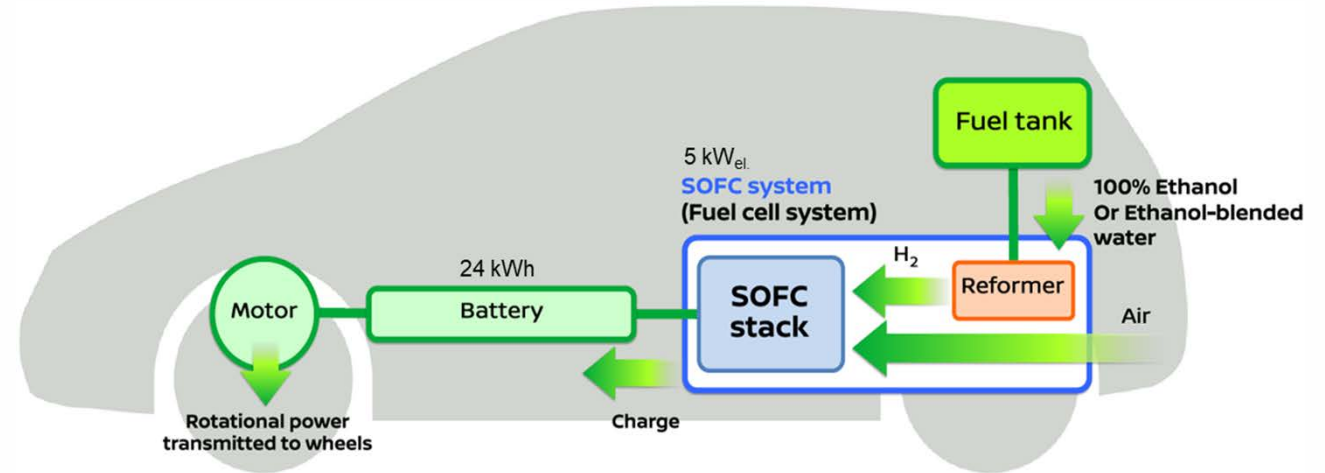 Fuel tank
5 kWel.
SOFC system
(Fuel cell system)
100% Ethanol
Or Ethanol-blended
water
H2
Reformer
24 kWh
Motor
Battery
SOFC
stack
Air
Charge
Rotational power
transmitted to wheels